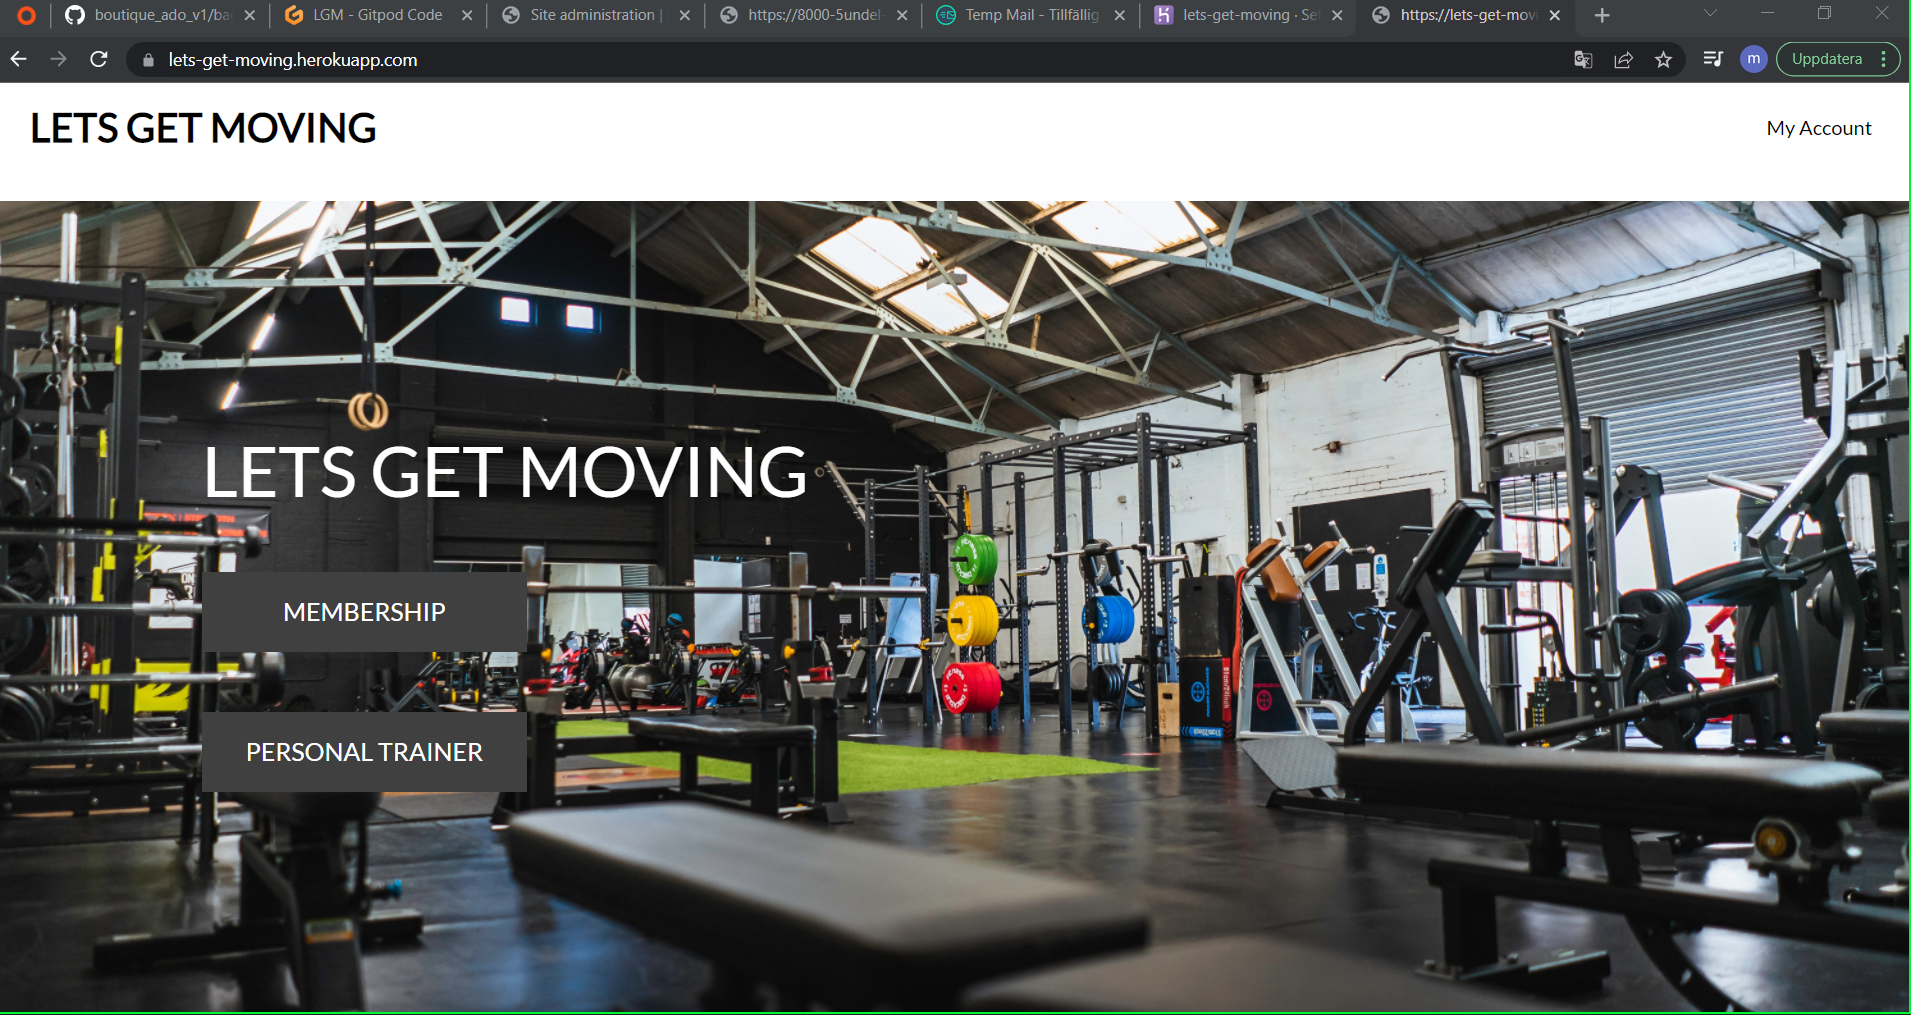 boutique_ado_v1/ba
LGM - Gitpod Code
Site administration |
https://8000-5undel
Temp Mail - Tillfällig
lets-get-moving · Se
https://lets-get-movi
lets-get-moving.herokuapp.com
m
Uppdatera
LETS GET MOVING
My Account
LETS GET MOVING
MEMBERSHIP
PERSONAL TRAINER